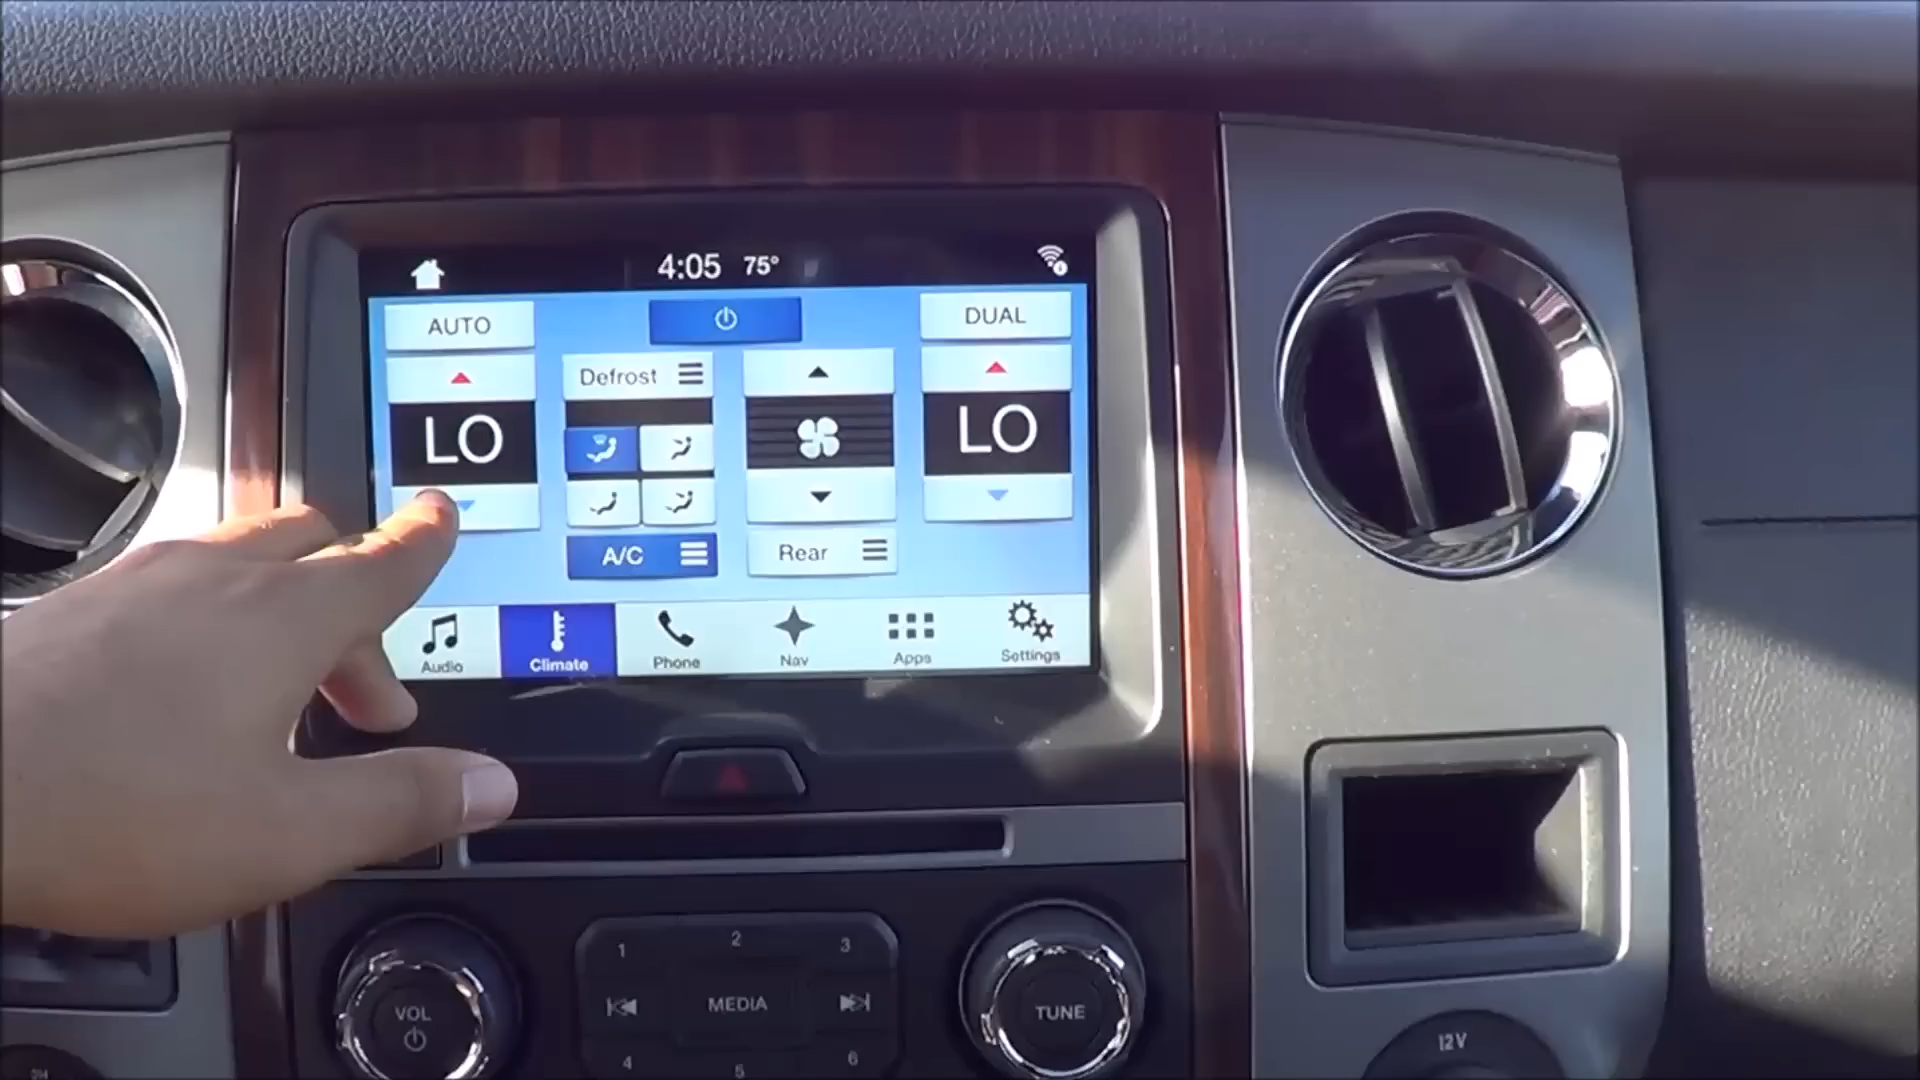 4:05 75°
AUTO
DUAL
Defrost
LO
LO
A/C
Rear
Audio
Climate
Phone
Nav
Apps
Settings
1 2 3
VOL
MEDIA
TUNE
4 5 6
12V